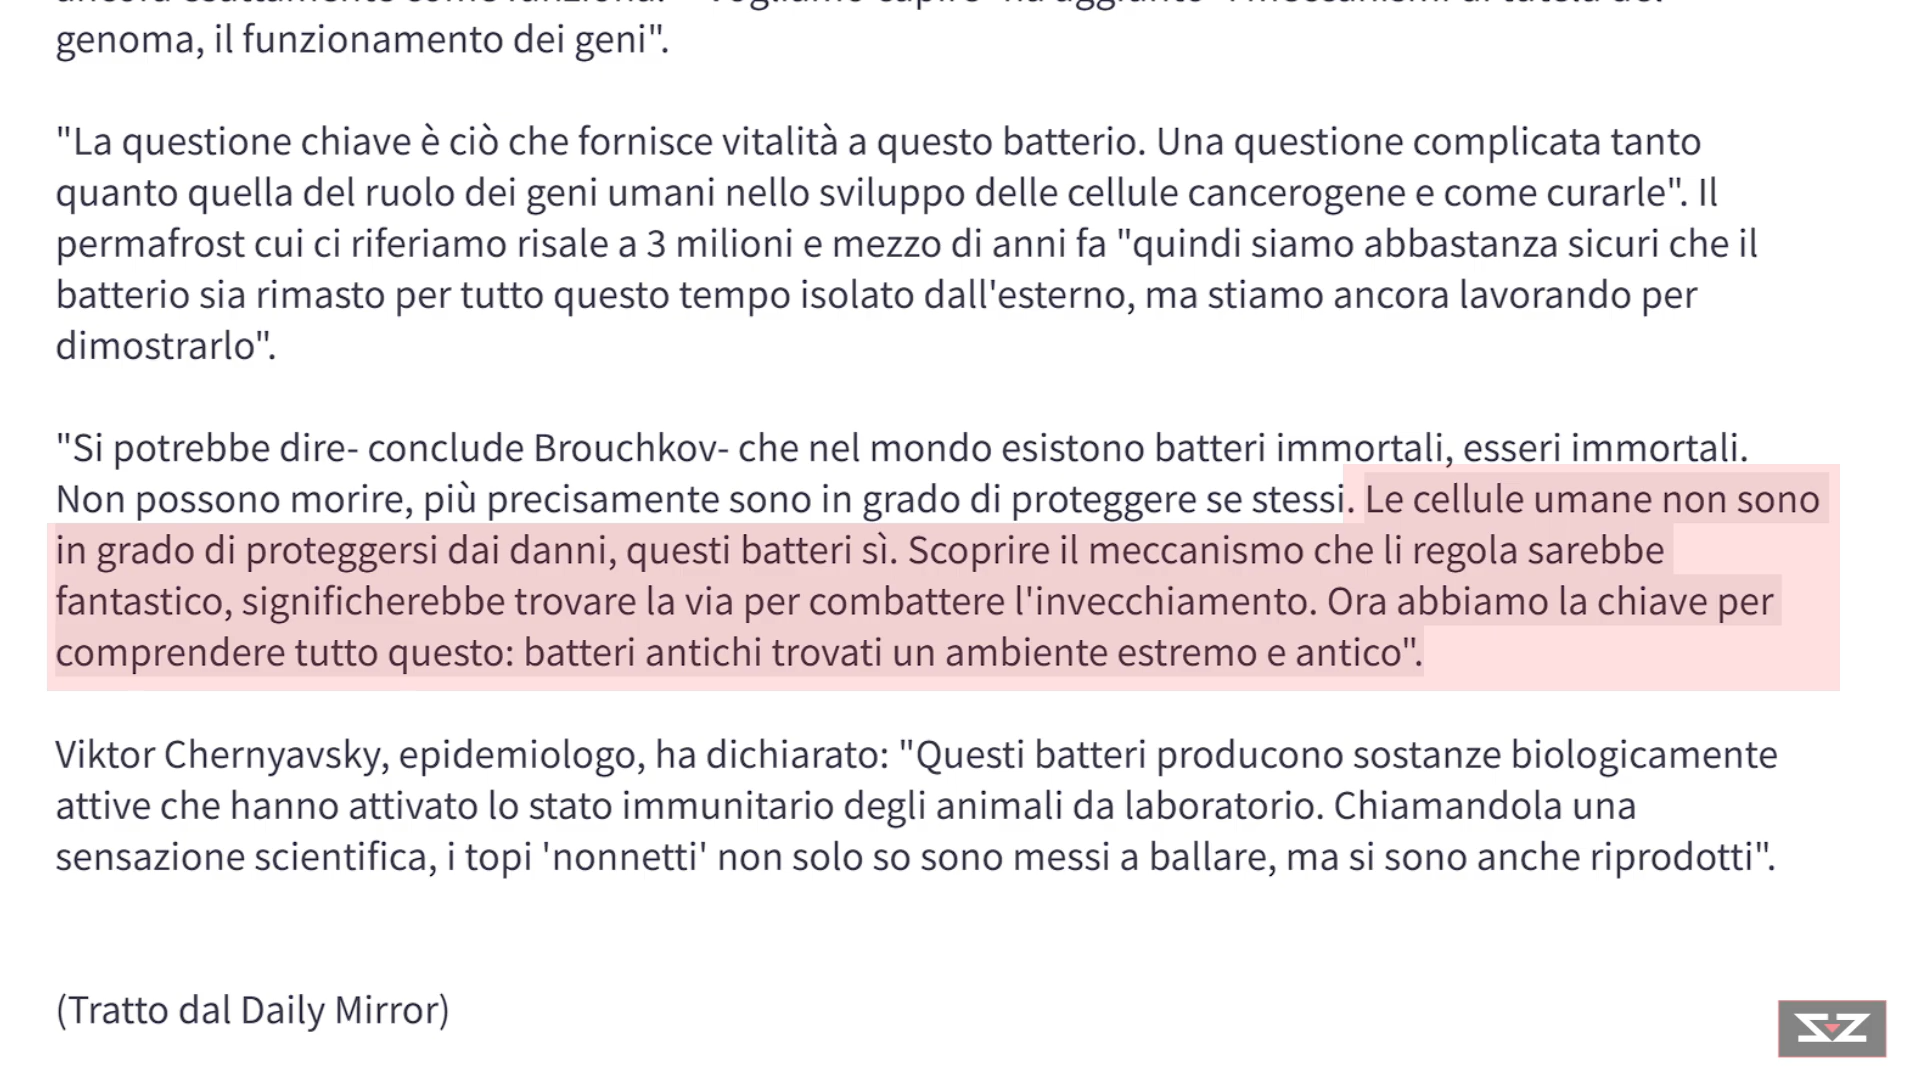 genoma, il funzionamento dei geni".
"La questione chiave è ciò che fornisce vitalità a questo batterio. Una questione complicata tanto
quanto quella del ruolo dei geni umani nello sviluppo delle cellule cancerogene e come curarle". Il
permafrost cui ci riferiamo risale a 3 milioni e mezzo di anni fa "quindi siamo abbastanza sicuri che il
batterio sia rimasto per tutto questo tempo isolato dall'esterno, ma stiamo ancora lavorando per
dimostrarlo".
"Si potrebbe dire- conclude Brouchkov- che nel mondo esistono batteri immortali, esseri immortali.
Non possono morire, più precisamente sono in grado di proteggere se stessi. Le cellule umane non sono
in grado di proteggersi dai danni, questi batteri sì. Scoprire il meccanismo che li regola sarebbe
fantastico, significherebbe trovare la via per combattere l'invecchiamento. Ora abbiamo la chiave per
comprendere tutto questo: batteri antichi trovati un ambiente estremo e antico".
Viktor Chernyavsky, epidemiologo, ha dichiarato: "Questi batteri producono sostanze biologicamente
attive che hanno attivato lo stato immunitario degli animali da laboratorio. Chiamandola una
sensazione scientifica, i topi 'nonnetti' non solo so sono messi a ballare, ma si sono anche riprodotti".
(Tratto dal Daily Mirror)